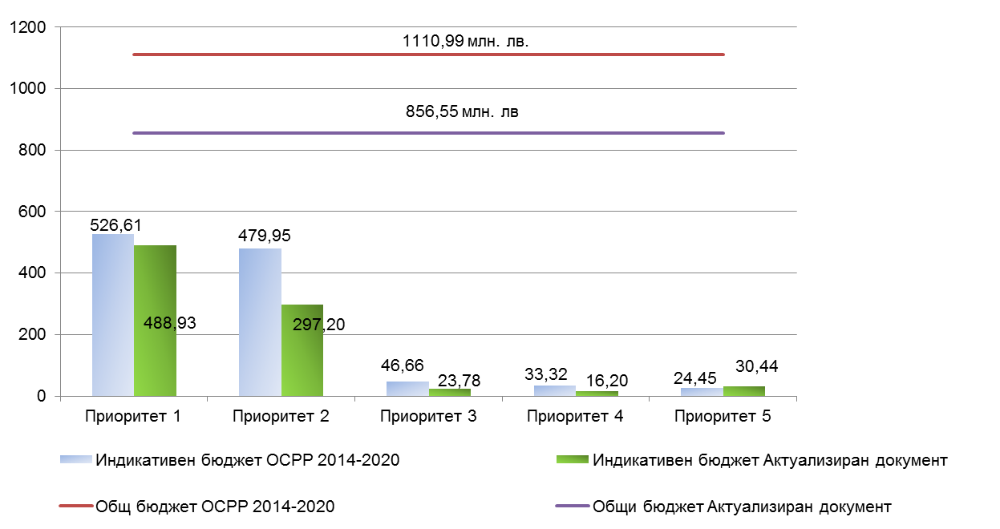 1200
1110,99 млн. лв.
1000
856,55 млн. лв
800
600
526,61
479,95
400
488,93
297,20
200
46,66
23,78
33,32
16,20
24,45
30,44
0
Приоритет 1
Приоритет 2
Приоритет 3
Приоритет 4
Приоритет 5
Индикативен бюджет ОСРР 2014-2020
Индикативен бюджет Актуализиран документ
Общ бюджет ОСРР 2014-2020
Общи бюджет Актуализиран документ